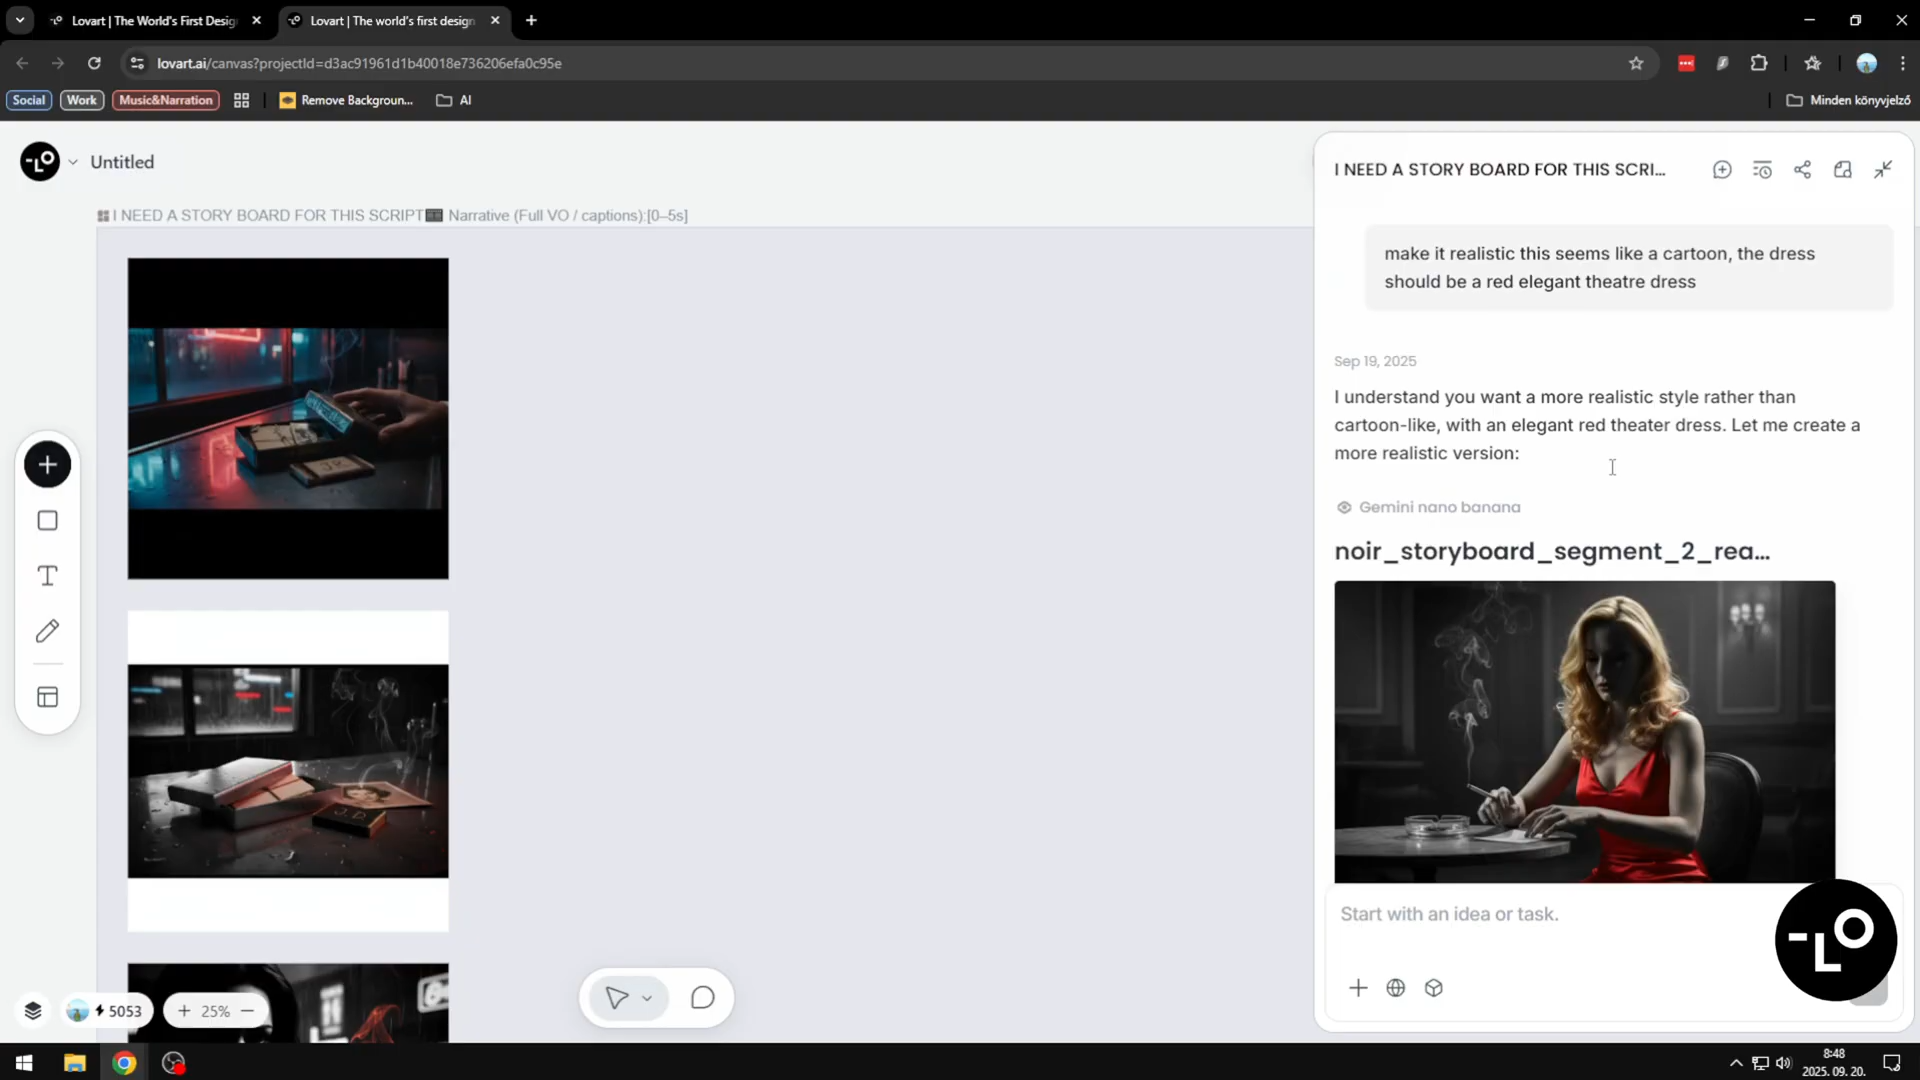 Lovart | The World's First Desig
Lovart | The world's first design
lovart.ai/canvas?projectId=d3ac91961d1b40018e736206efa0c95e
Social
Work
Music&Narration
Remove Backgroun...
AI
Minden könyvjelző
-LO
Untitled
I NEED A STORY BOARD FOR THIS SCRIPT Narrative (Full VO / captions):[0–5s]
J.D
I NEED A STORY BOARD FOR THIS SCRI...
make it realistic this seems like a cartoon, the dress
should be a red elegant theatre dress
Sep 19, 2025
I understand you want a more realistic style rather than
cartoon-like, with an elegant red theater dress. Let me create a
more realistic version:
Gemini nano banana
noir_storyboard_segment_2_rea...
Start with an idea or task.
-LO
5053
25%
8:48
2025. 09. 20.